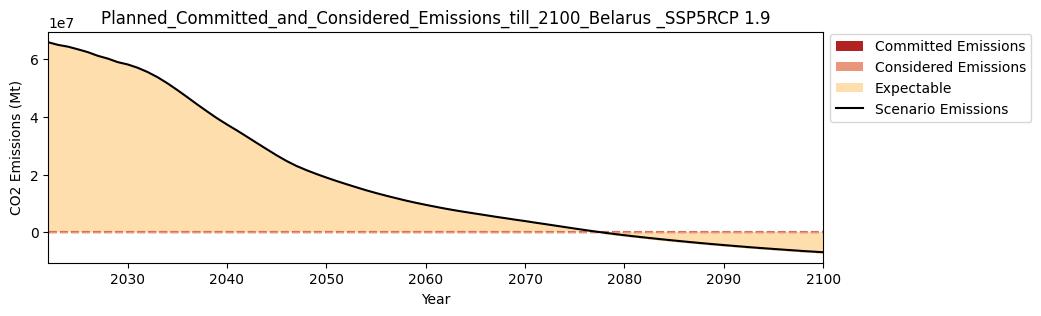 Planned_Committed_and_Considered_Emissions_till_2100_Belarus _SSP5RCP 1.9
1e7
6
4
2
0
CO2 Emissions (Mt)
2030 2040 2050 2060 2070 2080 2090 2100
Year
Committed Emissions
Considered Emissions
Expectable
Scenario Emissions